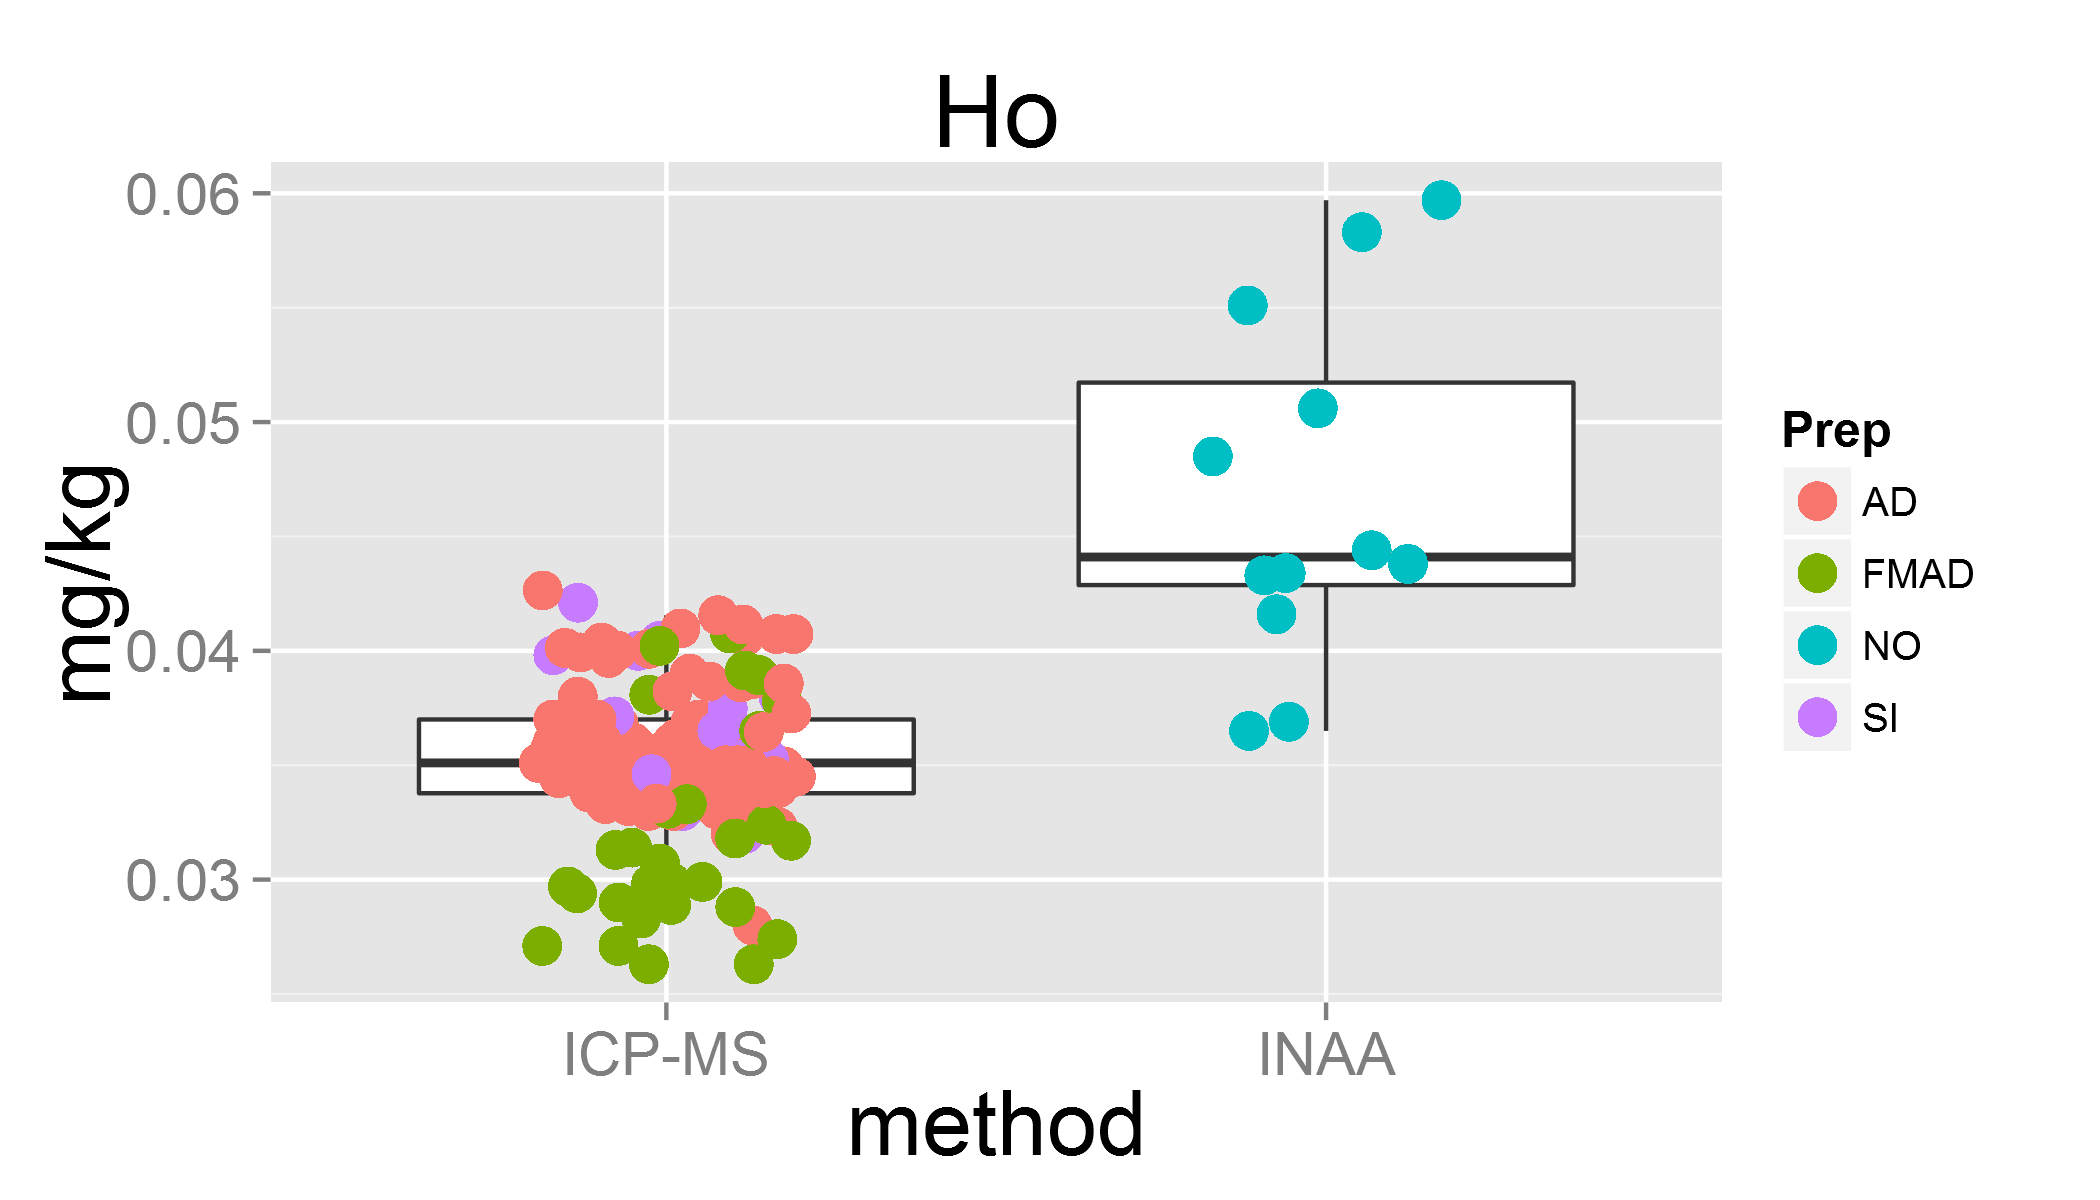 Ho
0.06
0.05
0.04
0.03
mg/kg
ICP-MS
INAA
method
Prep
AD
FMAD
NO
SI